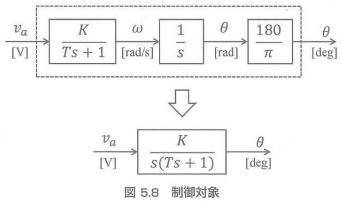 v_a K ω 1 θ 180 θ
[V] Ts + 1 [rad/s] s [rad] π [deg]
v_a K θ
[V] s(Ts + 1) [deg]
図 5.8 制御対象